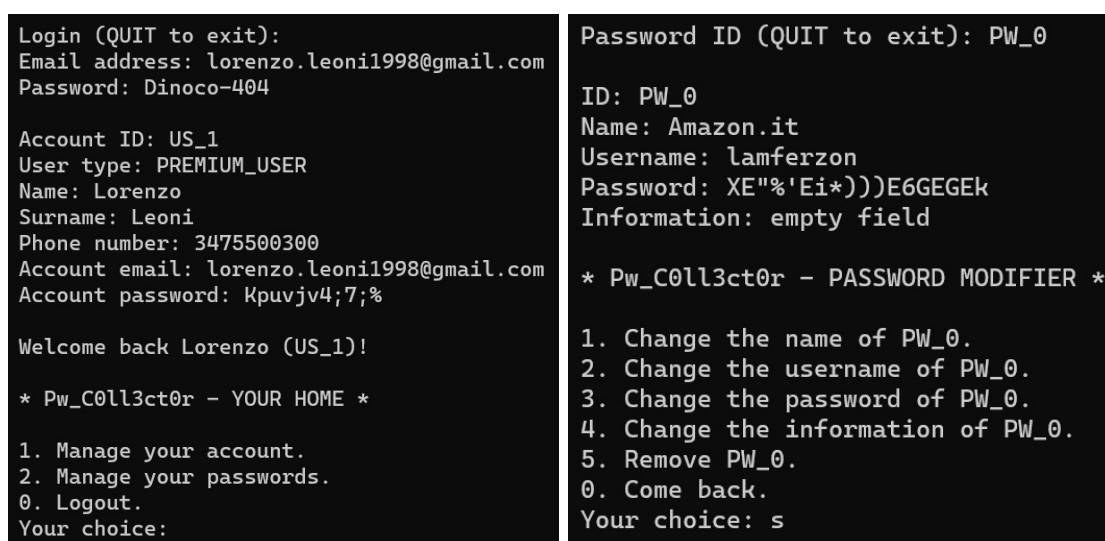 Login (QUIT to exit):
Email address: lorenzo.leoni1998@gmail.com
Password: Dinoco-404
Account ID: US_1
User type: PREMIUM_USER
Name: Lorenzo
Surname: Leoni
Phone number: 3475500300
Account email: lorenzo.leoni1998@gmail.com
Account password: Kpuvjv4;7;%
Welcome back Lorenzo (US_1)!
* Pw_C0ll3ct0r - YOUR HOME *
1. Manage your account.
2. Manage your passwords.
0. Logout.
Your choice:
Password ID (QUIT to exit): PW_0
ID: PW_0
Name: Amazon.it
Username: lamferzon
Password: XE"%'Ei*)))E6GEGEk
Information: empty field
* Pw_C0ll3ct0r - PASSWORD MODIFIER *
1. Change the name of PW_0.
2. Change the username of PW_0.
3. Change the password of PW_0.
4. Change the information of PW_0.
5. Remove PW_0.
0. Come back.
Your choice: s